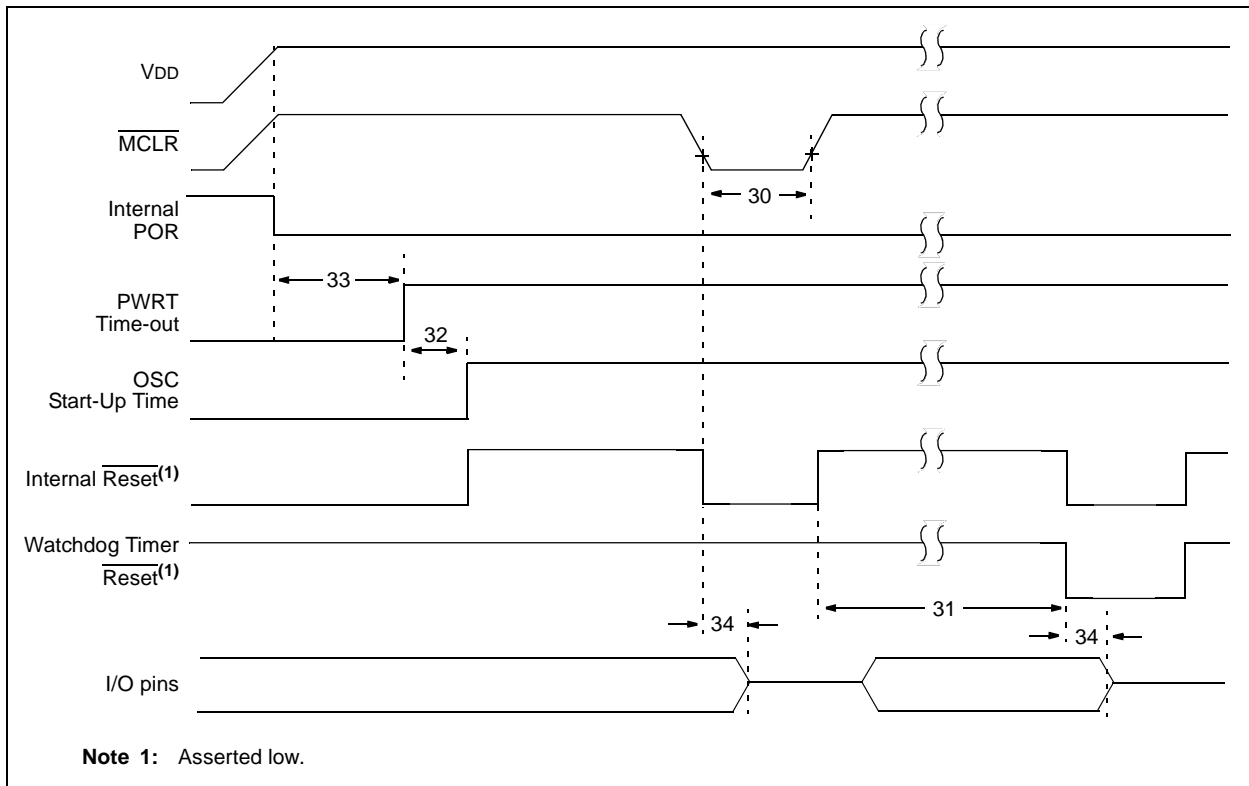 VDD
MCLR
30
Internal
POR
33
PWRT
Time-out
32
OSC
Start-Up Time
Internal Reset(1)
Watchdog Timer
Reset(1)
31
34
34
I/O pins
Note 1: Asserted low.